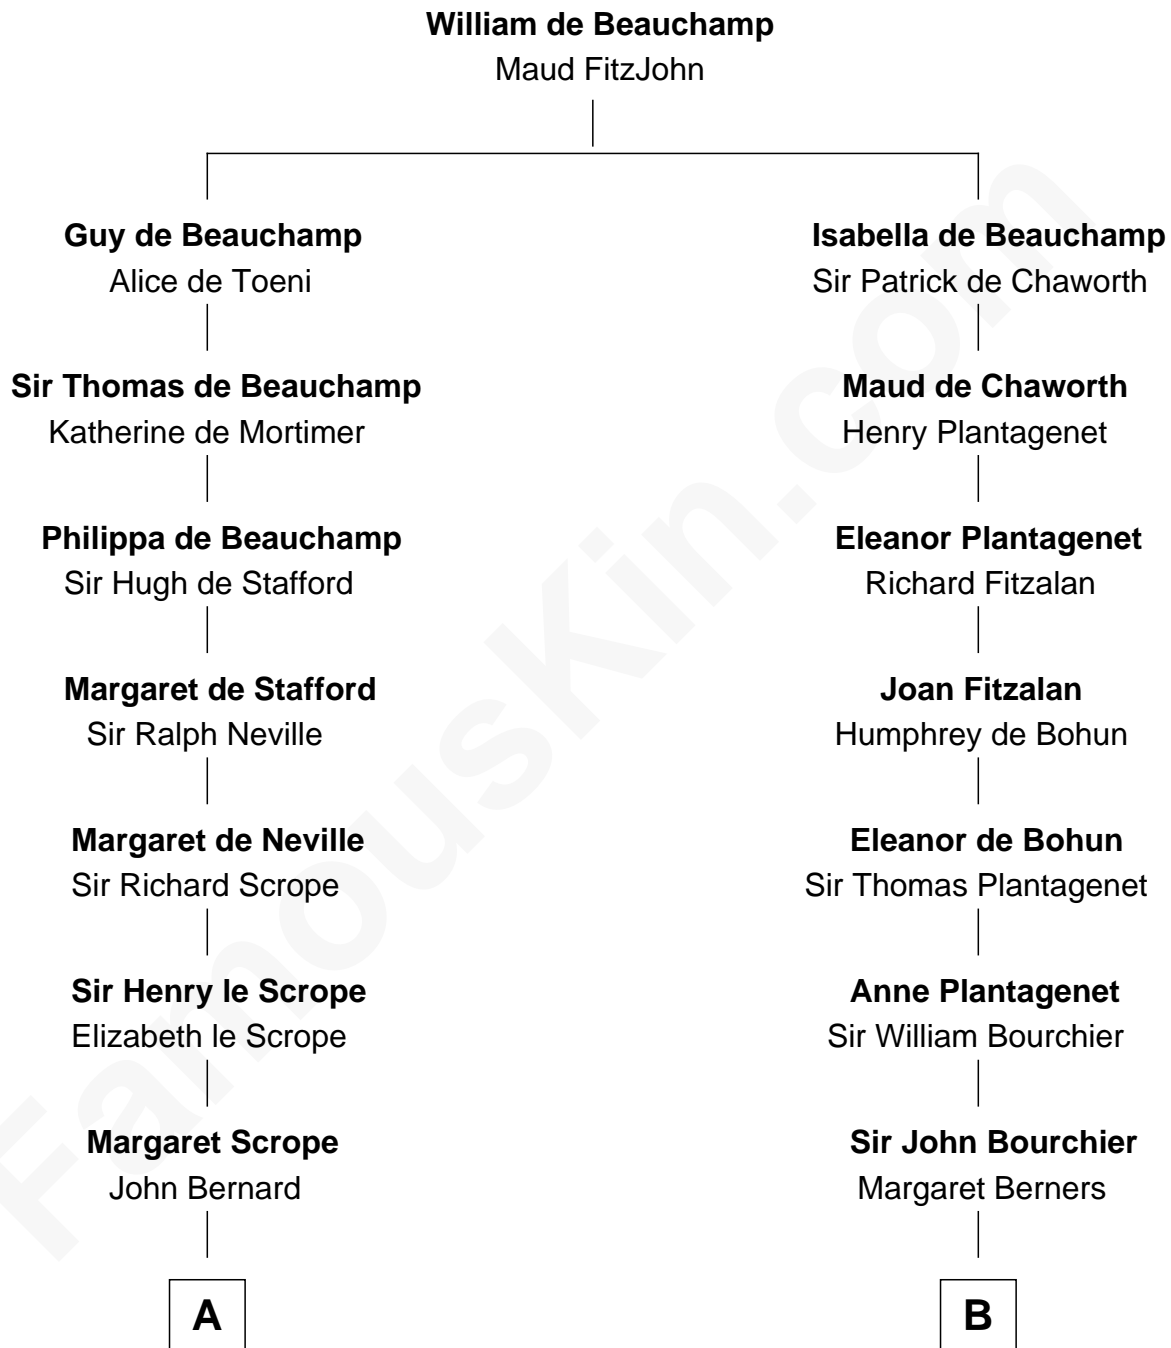 William de Beauchamp
Maud FitzJohn
Guy de Beauchamp
Alice de Toeni
Isabella de Beauchamp
Sir Patrick de Chaworth
Sir Thomas de Beauchamp
Katherine de Mortimer
Maud de Chaworth
Henry Plantagenet
Philippa de Beauchamp
Sir Hugh de Stafford
Eleanor Plantagenet
Richard Fitzalan
Margaret de Stafford
Sir Ralph Neville
Joan Fitzalan
Humphrey de Bohun
Margaret de Neville
Sir Richard Scrope
Eleanor de Bohun
Sir Thomas Plantagenet
Sir Henry le Scrope
Elizabeth le Scrope
Anne Plantagenet
Sir William Bourchier
Margaret Scrope
John Bernard
Sir John Bourchier
Margaret Berners
A
B
FamousKin.com